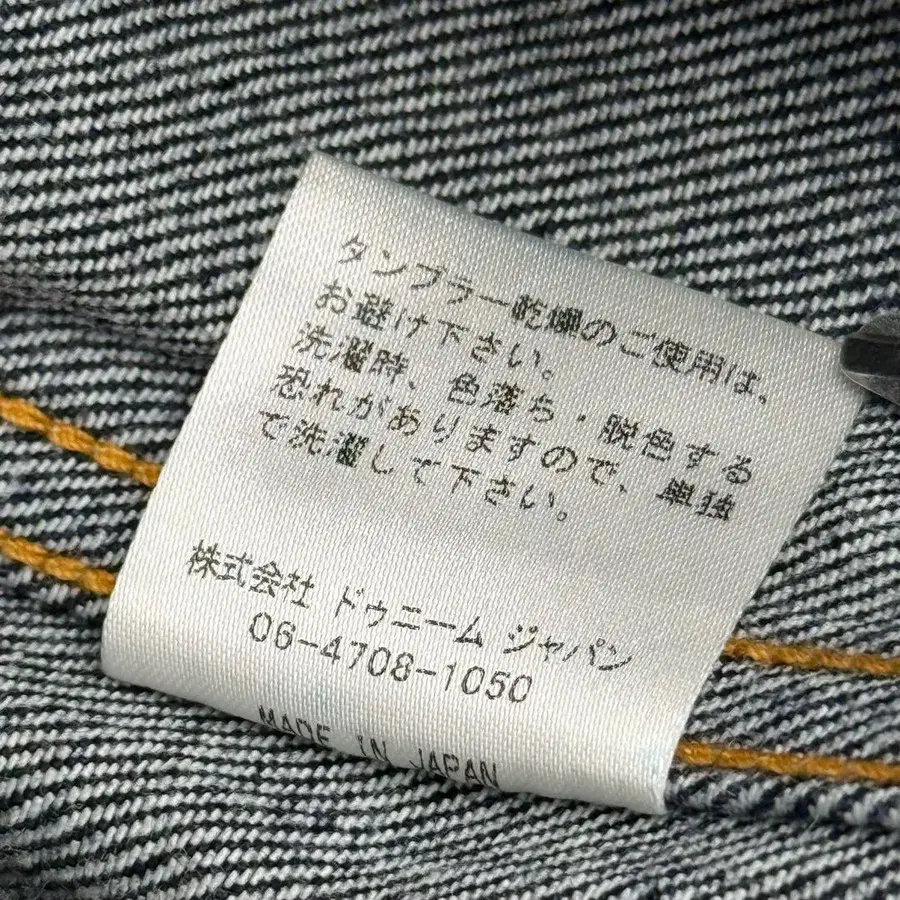 タンブラー乾燥のご使用は、
お避け下さい。
洗濯時、色落ち・脱色する
恐れがありますので、単独
で洗濯して下さい。
株式会社 ドゥニーム ジャパン
06-4708-1050
MADE IN JAPAN